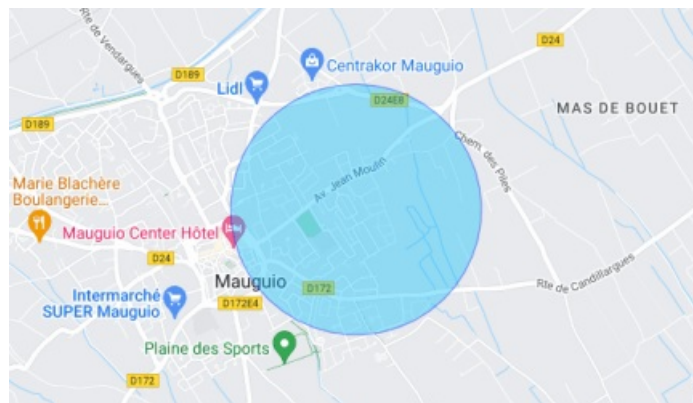 Rte de Vendargues
D24
D189
Centrakor Mauguio
Lidl
D24E8
MAS DE BOUET
D189
Chem. des Piles
Av. Jean Moulin
Marie Blachère
Boulangerie...
Mauguio Center Hôtel
D24
Mauguio
D172
Rte de Candillargues
Intermarché
SUPER Mauguio
D172E4
Plaine des Sports
D172